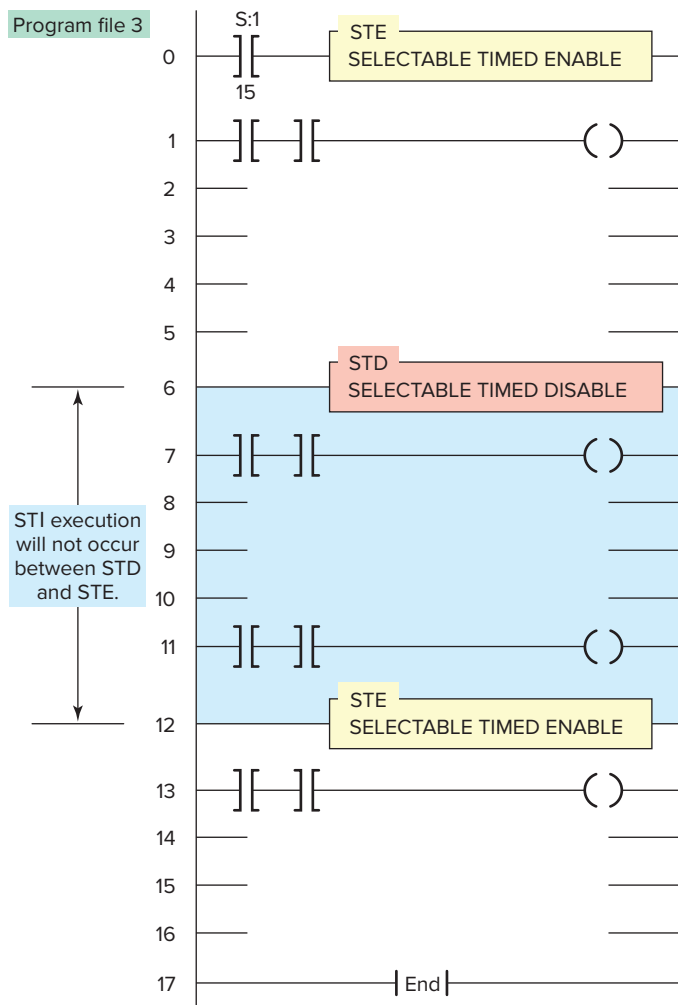 Program file 3
S:1
STE
0
SELECTABLE TIMED ENABLE
15
1
2
3
4
5
STD
6
SELECTABLE TIMED DISABLE
7
8
STI execution
will not occur
between STD
and STE.
9
10
11
STE
12
SELECTABLE TIMED ENABLE
13
14
15
16
17
End